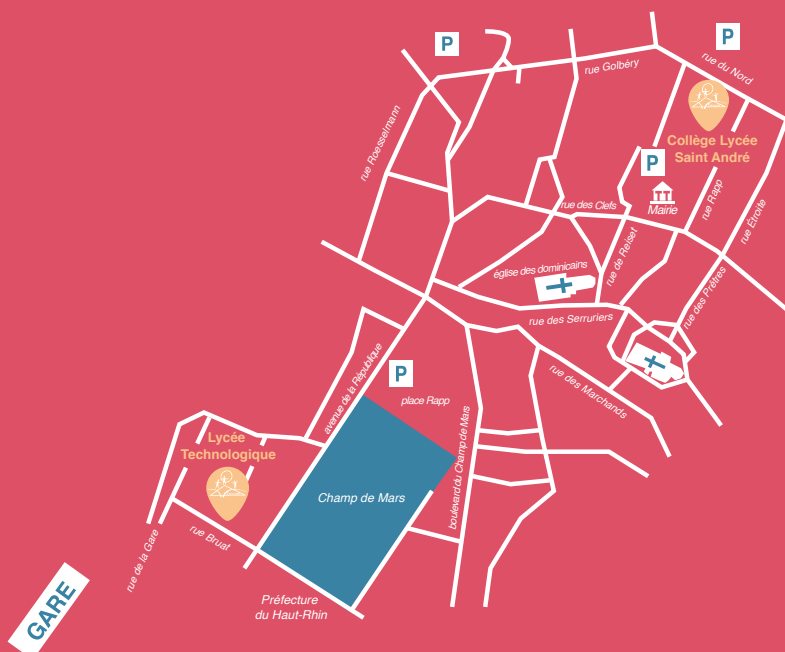 P
P
rue du Nord
rue Golbéry
rue Roesselmann
Collège Lycée
Saint André
P
Mairie
rue des Clefs
rue Rapp
rue Étroite
rue de Reiset
église des dominicains
rue des Prêtres
rue des Serruriers
avenue de la République
P
place Rapp
rue des Marchands
boulevard du Champ de Mars
Lycée
Technologique
Champ de Mars
rue Bruat
rue de la Gare
GARE
Préfecture
du Haut-Rhin